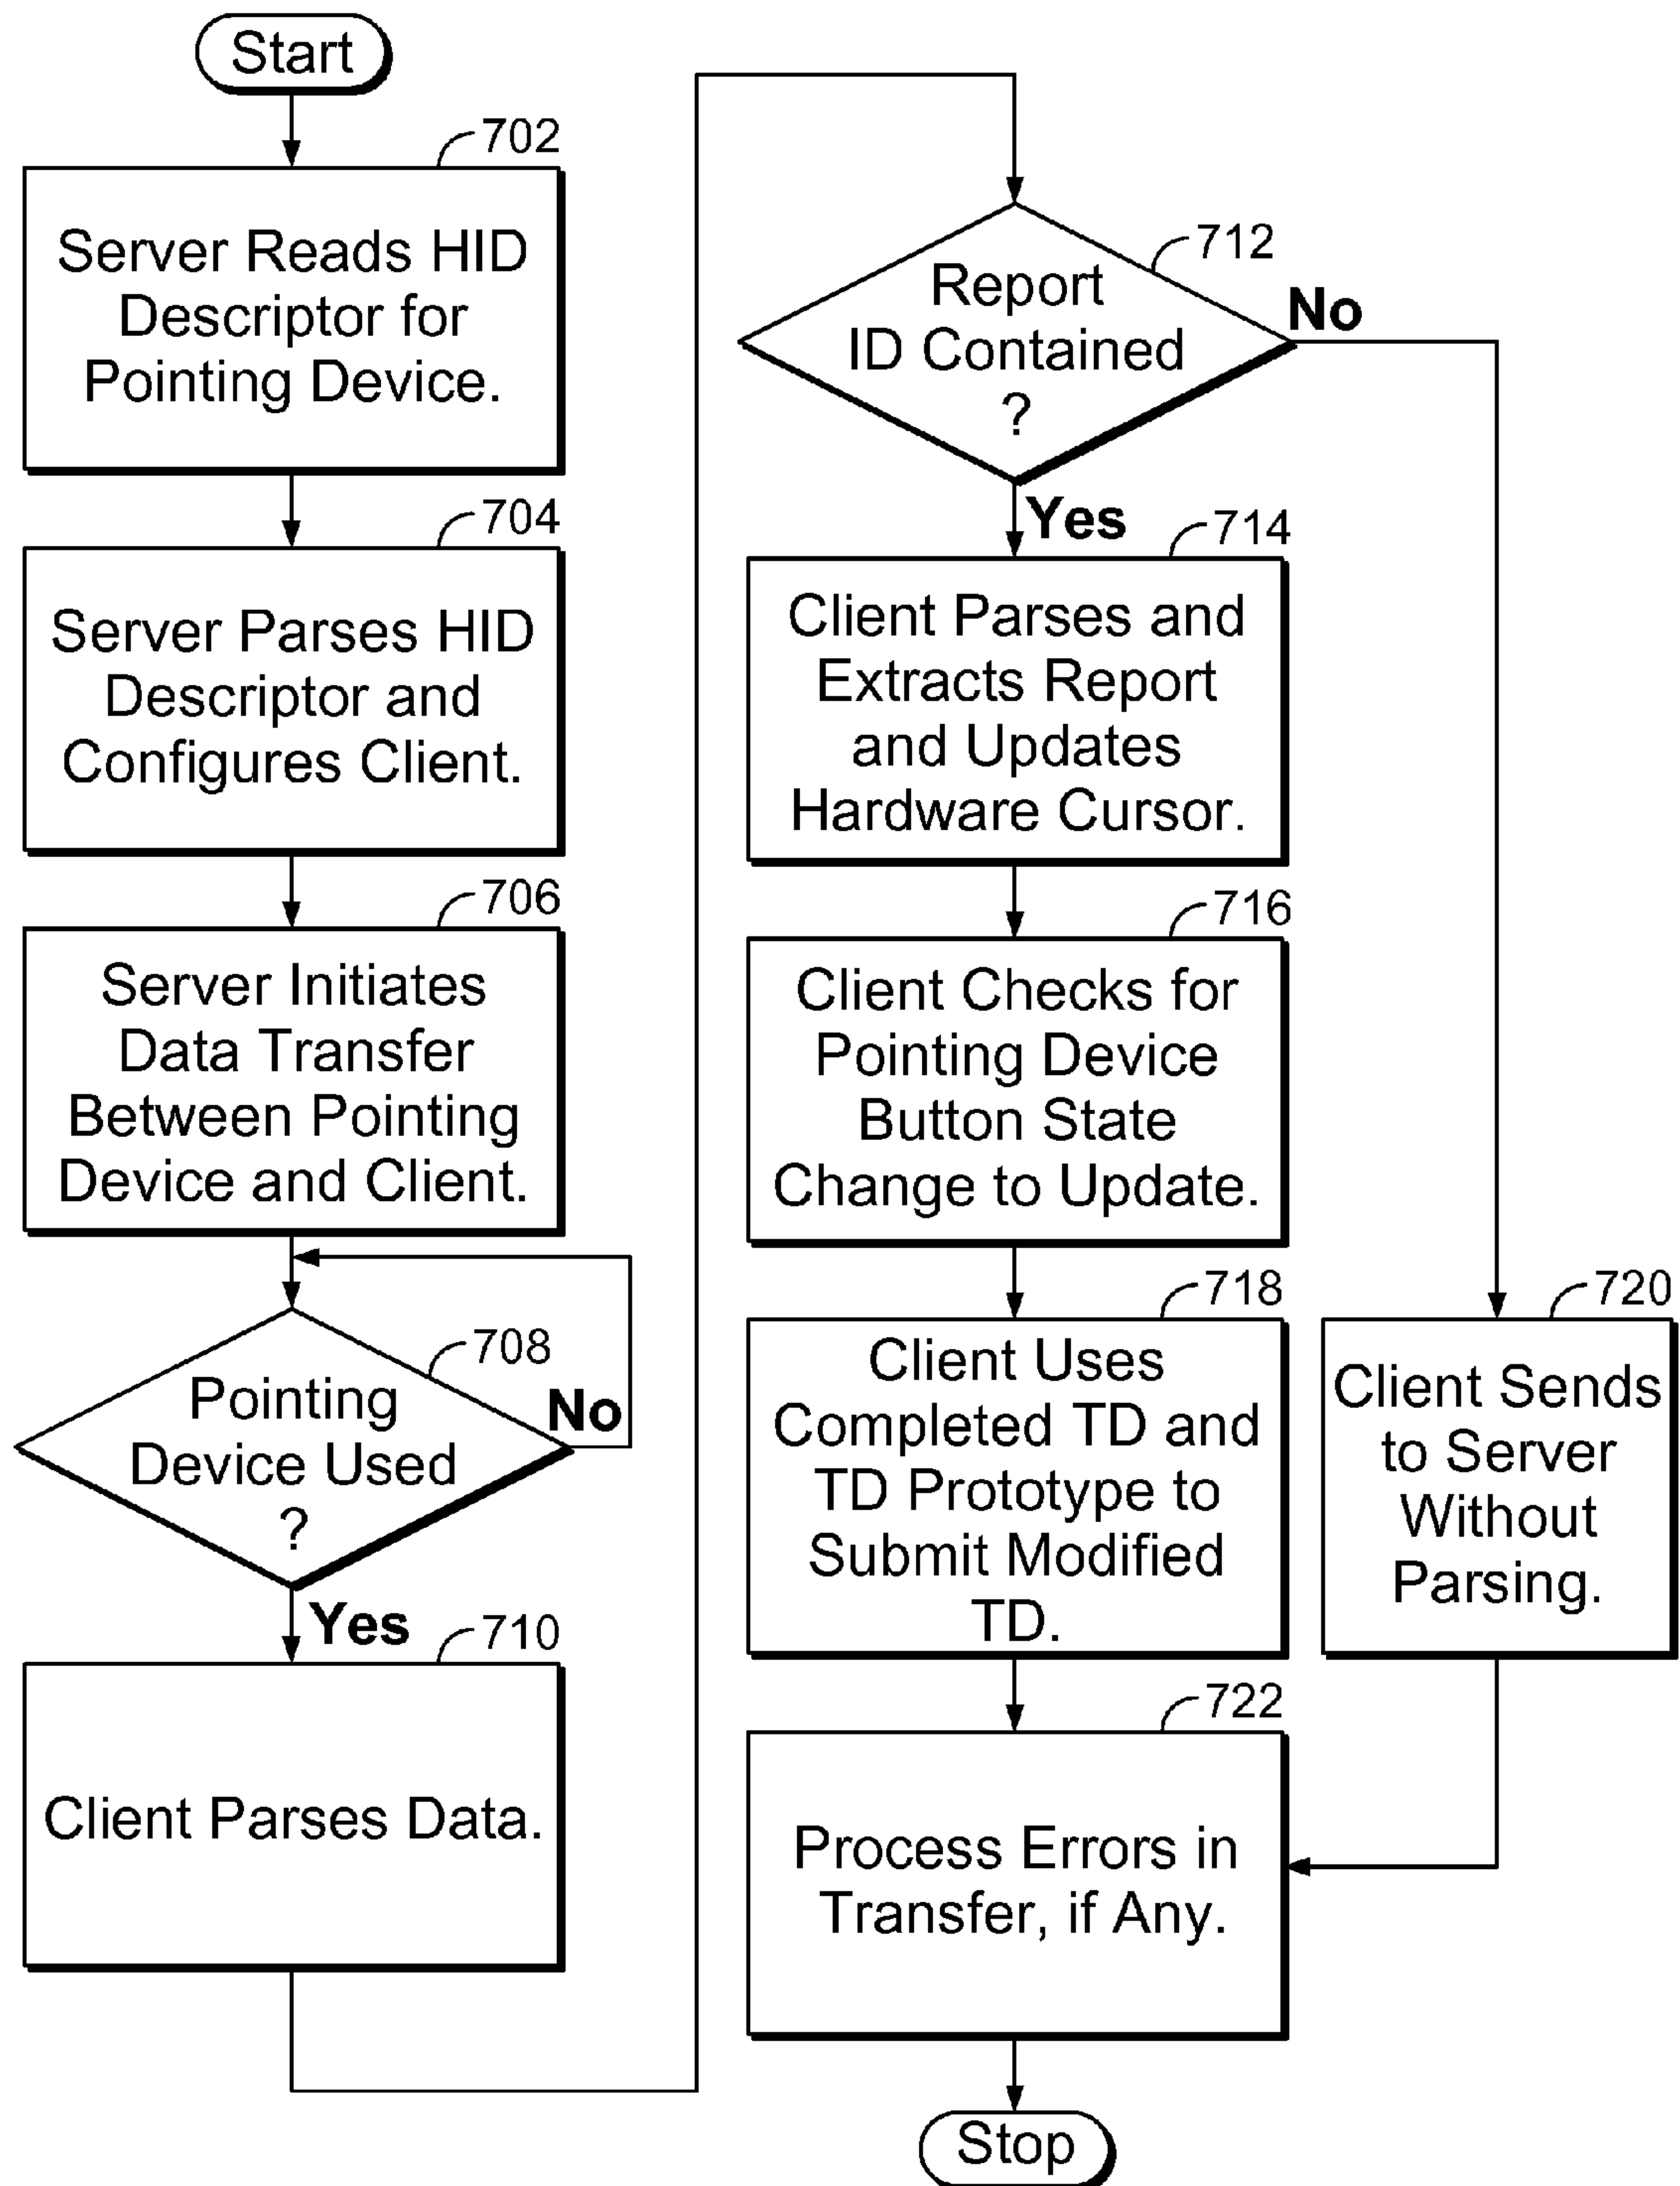 Start
702
Server Reads HID
Descriptor for
Pointing Device.
704
Server Parses HID
Descriptor and
Configures Client.
706
Server Initiates
Data Transfer
Between Pointing
Device and Client.
708
Pointing
Device Used
?
No
Yes
710
Client Parses Data.
712
Report
ID Contained
?
No
Yes
714
Client Parses and
Extracts Report
and Updates
Hardware Cursor.
716
Client Checks for
Pointing Device
Button State
Change to Update.
718
Client Uses
Completed TD and
TD Prototype to
Submit Modified
TD.
720
Client Sends
to Server
Without
Parsing.
722
Process Errors in
Transfer, if Any.
Stop